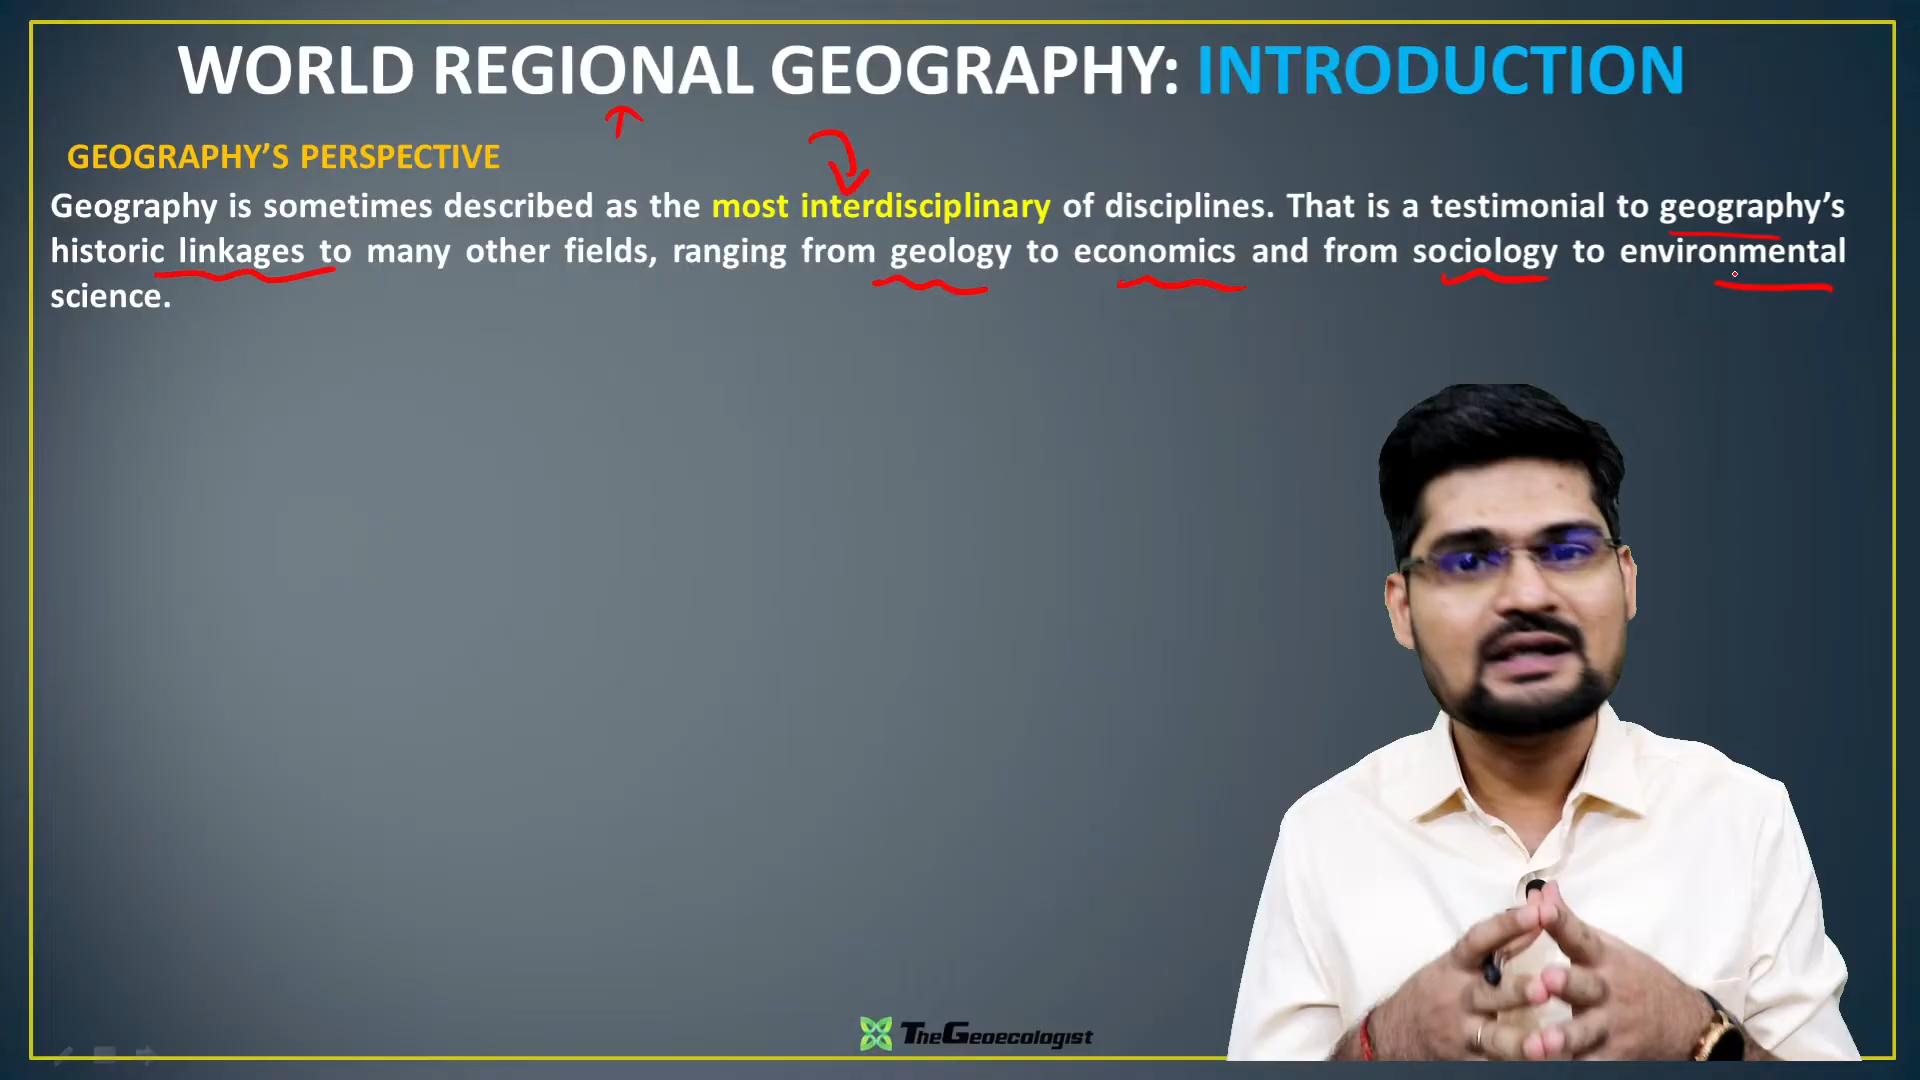 WORLD REGIONAL GEOGRAPHY: INTRODUCTION
GEOGRAPHY’S PERSPECTIVE
Geography is sometimes described as the most interdisciplinary of disciplines. That is a testimonial to geography’s
historic linkages to many other fields, ranging from geology to economics and from sociology to environmental
science.
TheGeoecologist